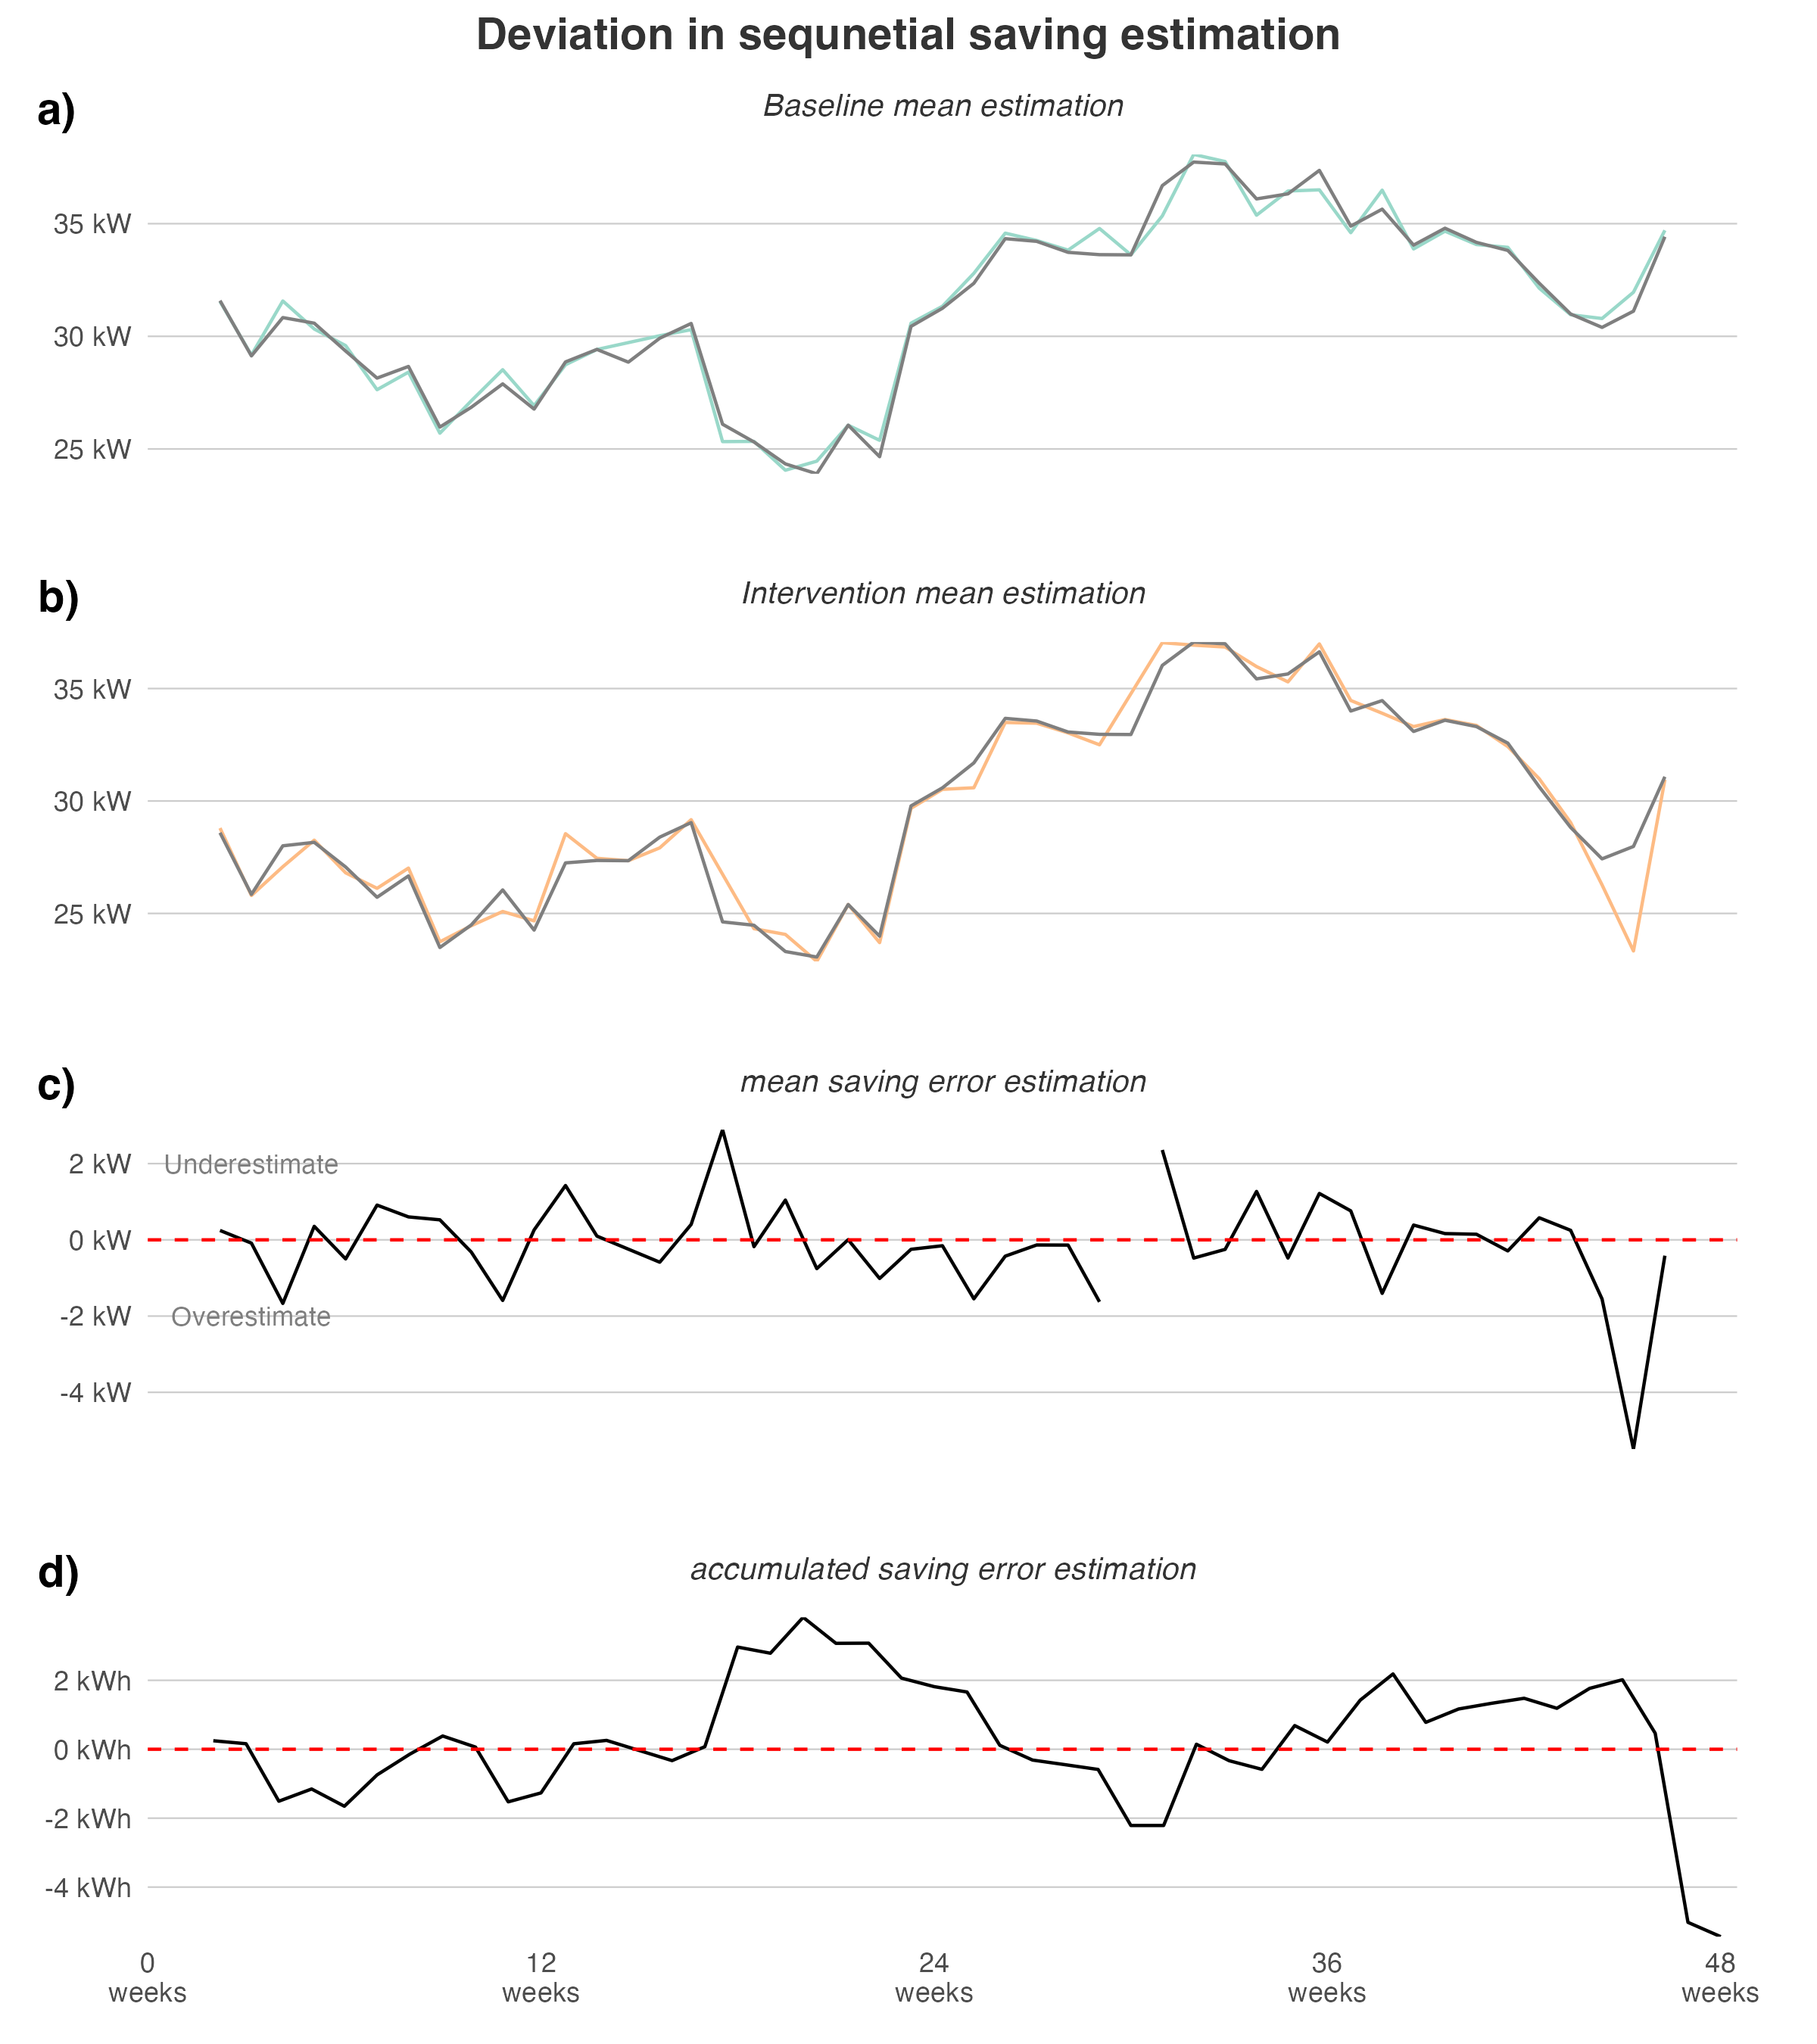 Deviation in sequnetial saving estimation
a)
Baseline mean estimation
35 kW
30 kW
25 kW
b)
Intervention mean estimation
35 kW
30 kW
25 kW
c)
mean saving error estimation
2 kW
Underestimate
0 kW
-2 kW
Overestimate
-4 kW
d)
accumulated saving error estimation
2 kWh
0 kWh
-2 kWh
-4 kWh
0 12 24 36 48
weeks weeks weeks weeks weeks